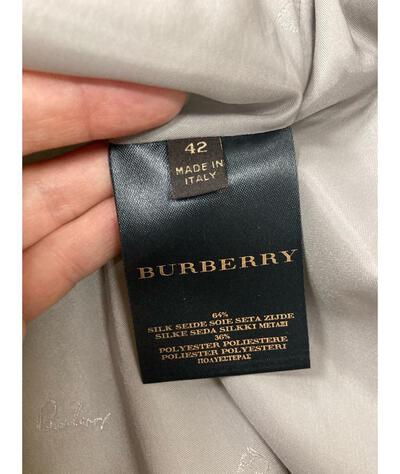 42
MADE IN
ITALY
BURBERRY
64%
SILK SEIDE SOIE SETA ZIJDE
SILKE SEDA SILKKI ΜΕΤΑΞΙ
36%
POLYESTER POLIESTERE
POLIESTER POLYESTERI
ΠΟΛΥΕΣΤΕΡΑΣ
Burberry